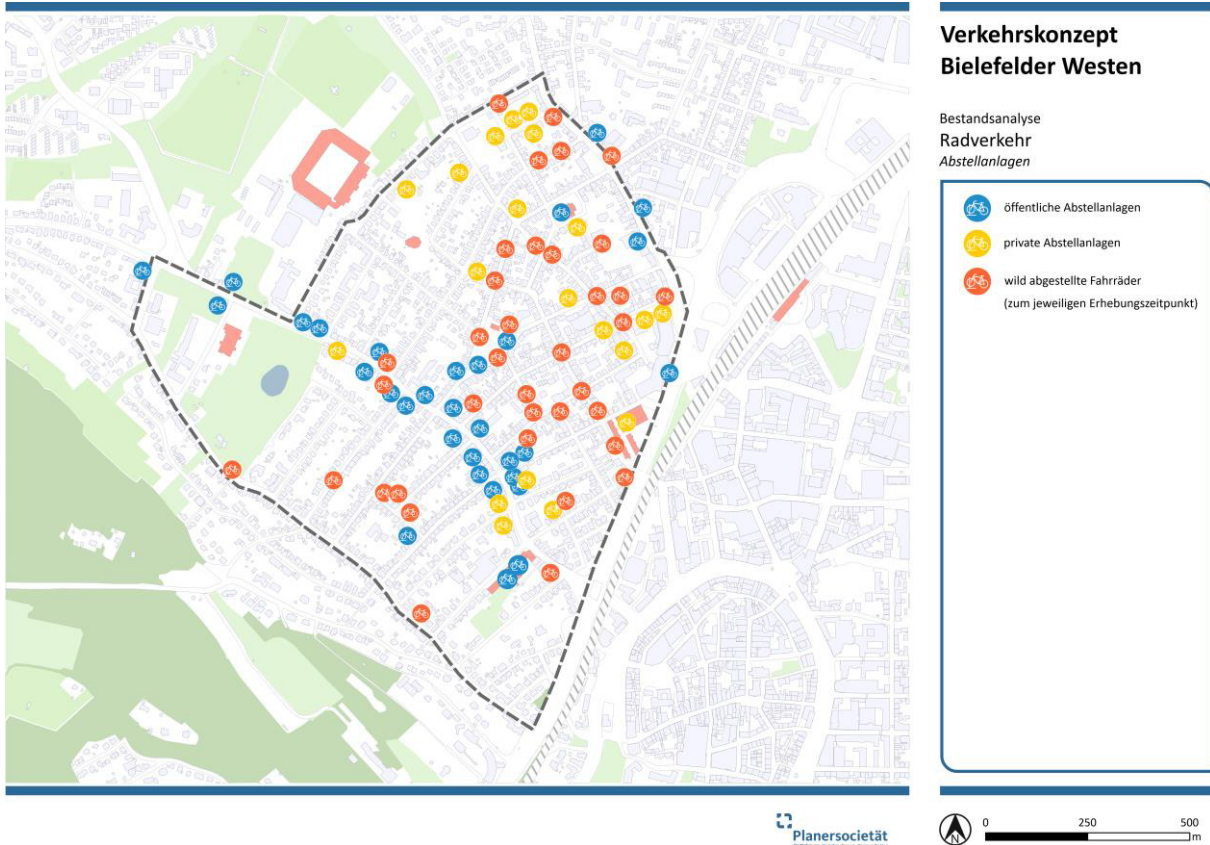 Verkehrskonzept
Bielefelder Westen
Bestandsanalyse
Radverkehr
Abstellanlagen
öffentliche Abstellanlagen
private Abstellanlagen
wild abgestellte Fahrräder
(zum jeweiligen Erhebungszeitpunkt)
Planersocietät
N
0 250 500
m